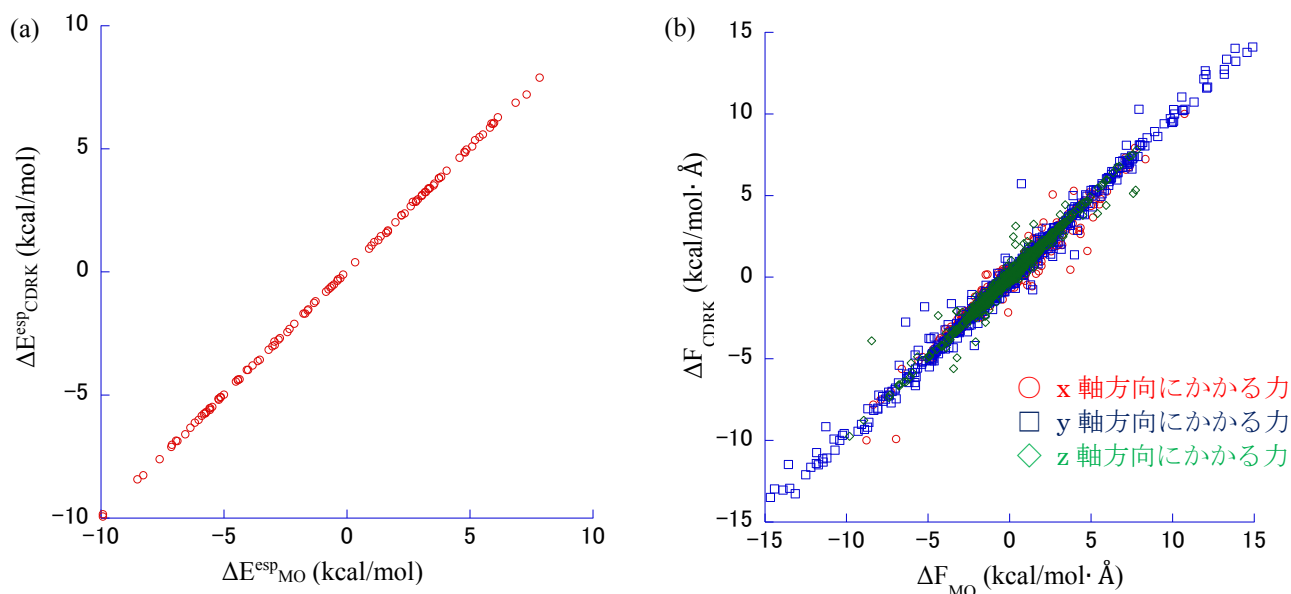 (a)
10
5
0
−5
−10
−10 −5 0 5 10
ΔE^esp_CDRK (kcal/mol)
ΔE^esp_MO (kcal/mol)
(b)
15
10
5
0
−5
−10
−15
−15 −10 −5 0 5 10 15
ΔF_CDRK (kcal/mol· Å)
ΔF_MO (kcal/mol· Å)
x 軸方向にかかる力
y 軸方向にかかる力
z 軸方向にかかる力